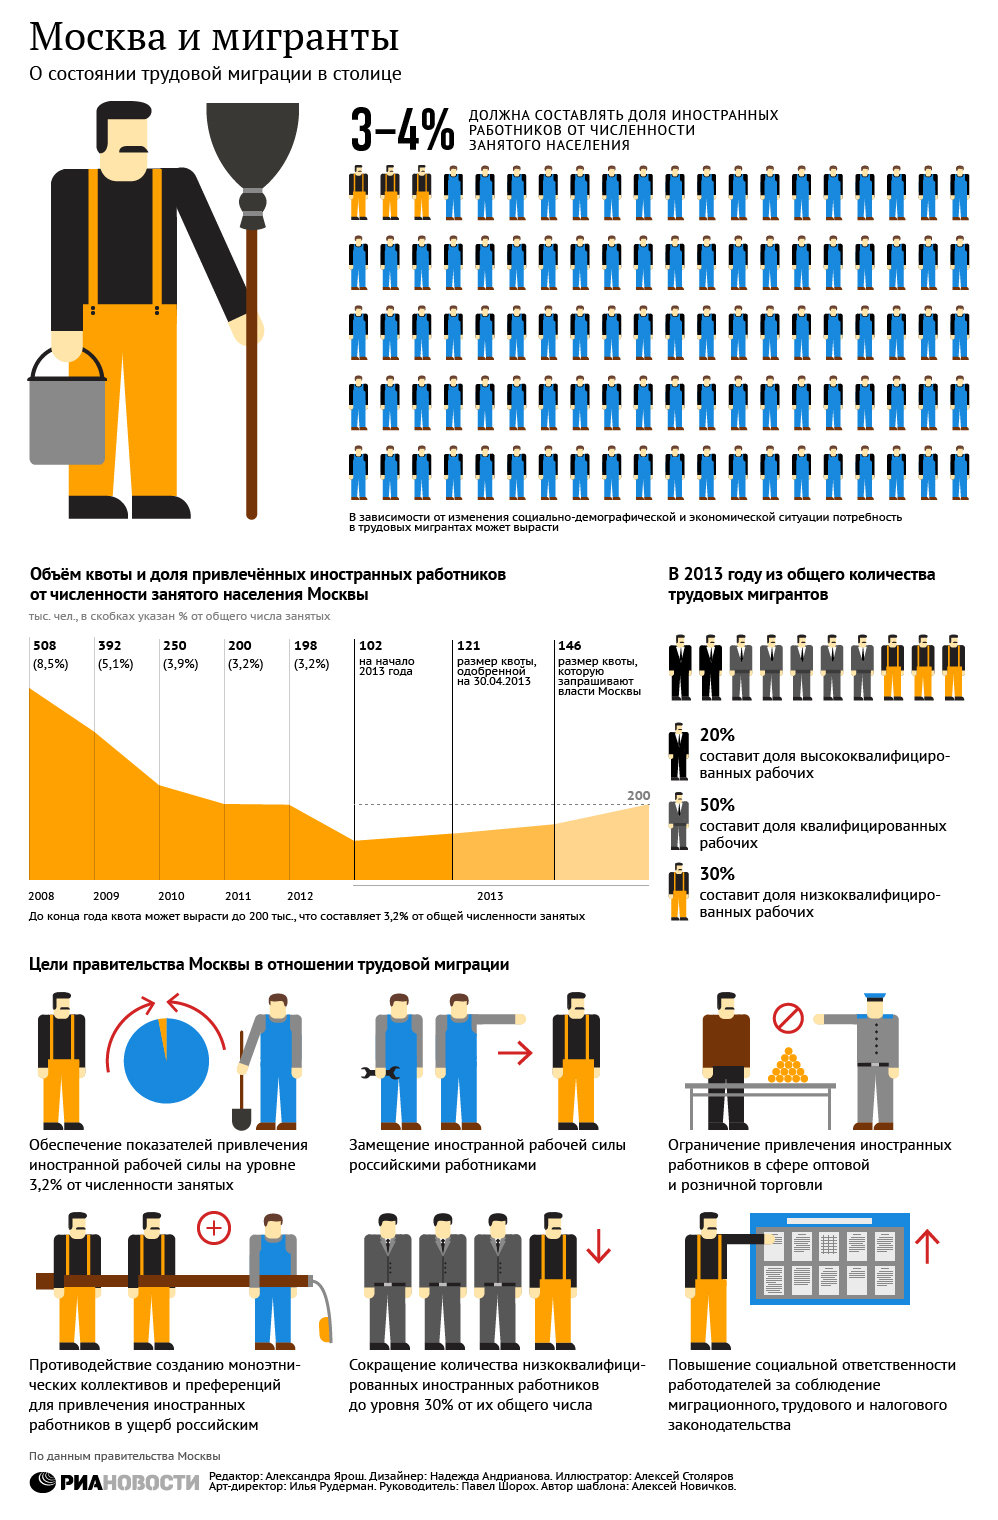 Москва и мигранты
О состоянии трудовой миграции в столице
3–4%
ДОЛЖНА СОСТАВЛЯТЬ ДОЛЯ ИНОСТРАННЫХ
РАБОТНИКОВ ОТ ЧИСЛЕННОСТИ
ЗАНЯТОГО НАСЕЛЕНИЯ
В зависимости от изменения социально-демографической и экономической ситуации потребность
в трудовых мигрантах может вырасти
Объём квоты и доля привлечённых иностранных работников
от численности занятого населения Москвы
тыс. чел., в скобках указан % от общего числа занятых
508
(8,5%)
392
(5,1%)
250
(3,9%)
200
(3,2%)
198
(3,2%)
102
на начало
2013 года
121
размер квоты,
одобренной
на 30.04.2013
146
размер квоты,
которую
запрашивают
власти Москвы
200
2008
2009
2010
2011
2012
2013
До конца года квота может вырасти до 200 тыс., что составляет 3,2% от общей численности занятых
В 2013 году из общего количества
трудовых мигрантов
20%
составит доля высококвалифициро-
ванных рабочих
50%
составит доля квалифицированных
рабочих
30%
составит доля низкоквалифициро-
ванных рабочих
Цели правительства Москвы в отношении трудовой миграции
Обеспечение показателей привлечения
иностранной рабочей силы на уровне
3,2% от численности занятых
Замещение иностранной рабочей силы
российскими работниками
Ограничение привлечения иностранных
работников в сфере оптовой
и розничной торговли
Противодействие созданию моноэтни-
ческих коллективов и преференций
для привлечения иностранных
работников в ущерб российским
Сокращение количества низкоквалифици-
рованных иностранных работников
до уровня 30% от их общего числа
Повышение социальной ответственности
работодателей за соблюдение
миграционного, трудового и налогового
законодательства
По данным правительства Москвы
РИАНОВОСТИ
Редактор: Александра Ярош. Дизайнер: Надежда Андрианова. Иллюстратор: Алексей Столяров
Арт-директор: Илья Рудерман. Руководитель: Павел Шорох. Автор шаблона: Алексей Новичков.